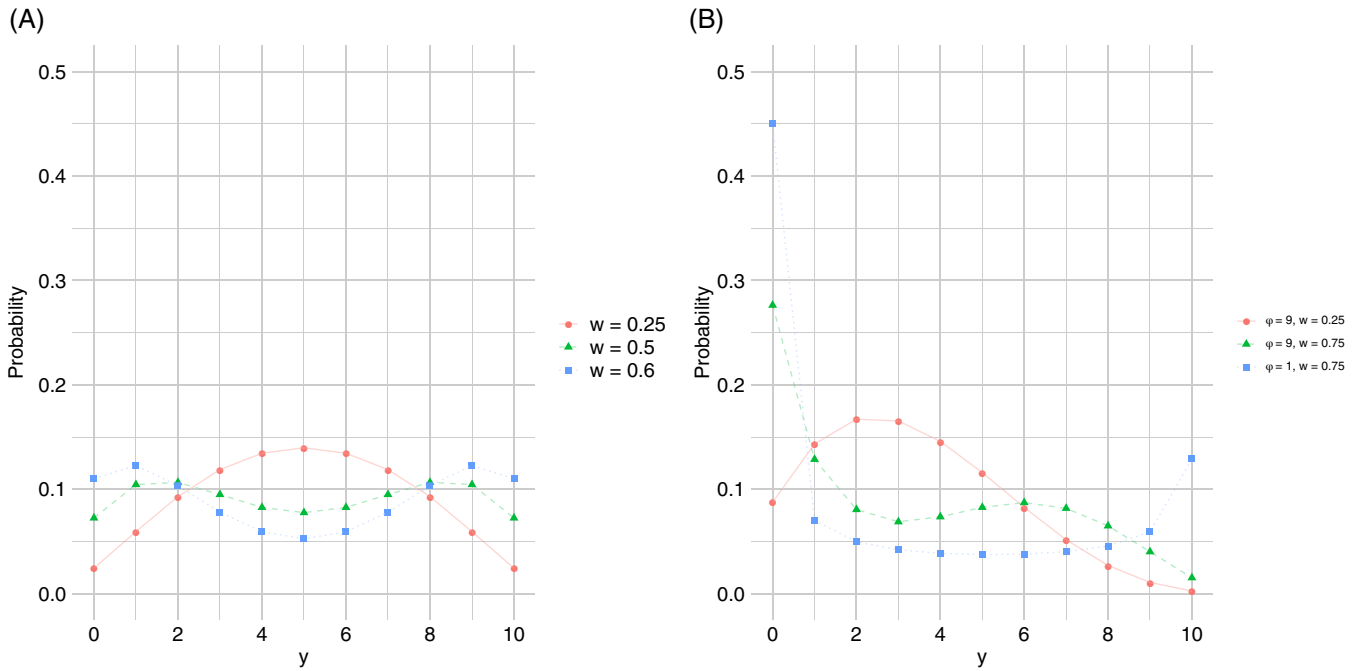 (A)
0.5
0.4
0.3
0.2
0.1
0.0
Probability
0 2 4 6 8 10
y
w = 0.25
w = 0.5
w = 0.6
(B)
0.5
0.4
0.3
0.2
0.1
0.0
Probability
0 2 4 6 8 10
y
φ = 9, w = 0.25
φ = 9, w = 0.75
φ = 1, w = 0.75